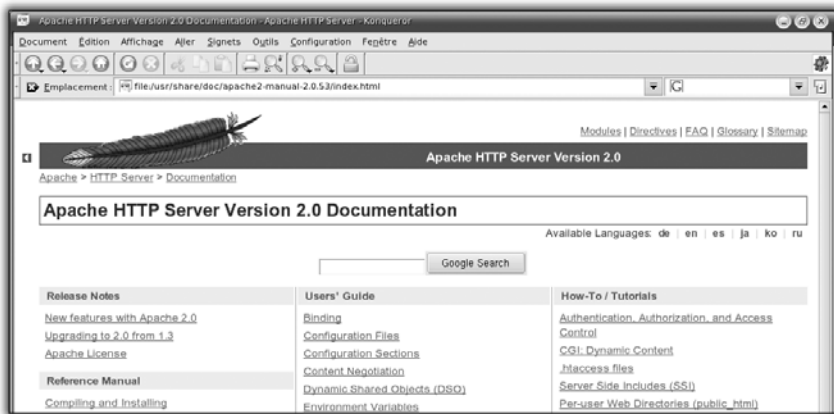 Apache HTTP Server Version 2.0 Documentation - Apache HTTP Server - Konqueror
Document Édition Affichage Aller Signets Outils Configuration Fenêtre Aide
Emplacement : file:/usr/share/doc/apache2-manual-2.0.53/index.html
Modules | Directives | FAQ | Glossary | Sitemap
Apache HTTP Server Version 2.0
Apache > HTTP Server > Documentation
Apache HTTP Server Version 2.0 Documentation
Available Languages: de | en | es | ja | ko | ru
Google Search
Release Notes
New features with Apache 2.0
Upgrading to 2.0 from 1.3
Apache License
Reference Manual
Compiling and Installing
Users' Guide
Binding
Configuration Files
Configuration Sections
Content Negotiation
Dynamic Shared Objects (DSO)
Environment Variables
How-To / Tutorials
Authentication, Authorization, and Access
Control
CGI: Dynamic Content
.htaccess files
Server Side Includes (SSI)
Per-user Web Directories (public_html)